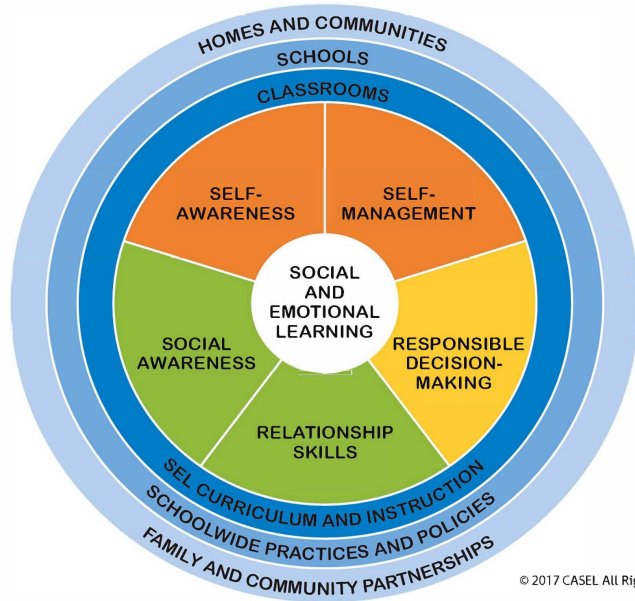 HOMES AND COMMUNITIES
SCHOOLS
CLASSROOMS
SELF-
AWARENESS
SELF-
MANAGEMENT
SOCIAL
AND
EMOTIONAL
LEARNING
SOCIAL
AWARENESS
RESPONSIBLE
DECISION-
MAKING
RELATIONSHIP
SKILLS
SEL CURRICULUM AND INSTRUCTION
SCHOOLWIDE PRACTICES AND POLICIES
FAMILY AND COMMUNITY PARTNERSHIPS
© 2017 CASEL All Rig